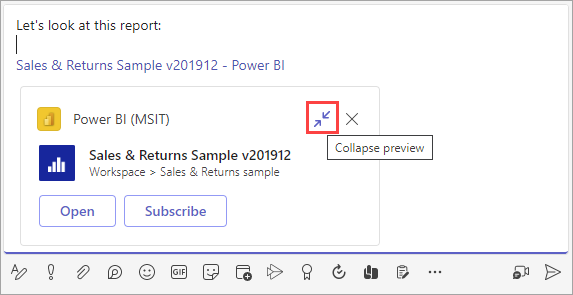 Let's look at this report:
Sales & Returns Sample v201912 - Power BI
Power BI (MSIT)
Collapse preview
Sales & Returns Sample v201912
Workspace > Sales & Returns sample
Open
Subscribe
GIF